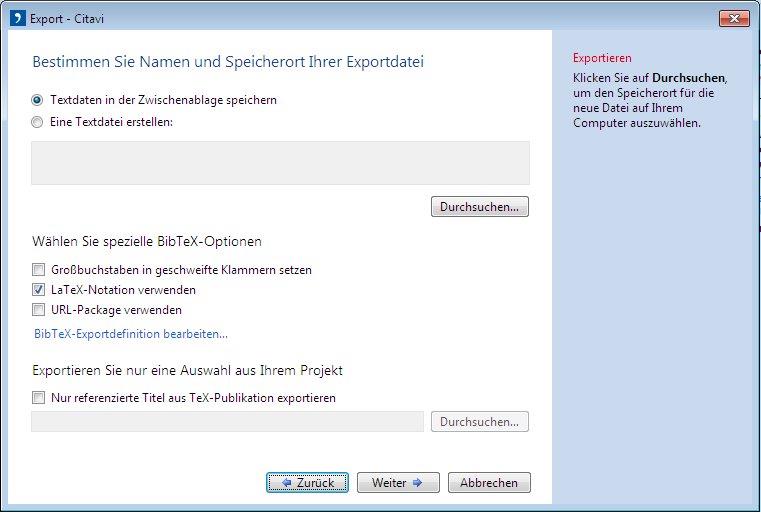 Export - Citavi
Bestimmen Sie Namen und Speicherort Ihrer Exportdatei
Textdaten in der Zwischenablage speichern
Eine Textdatei erstellen:
Durchsuchen...
Wählen Sie spezielle BibTeX-Optionen
Großbuchstaben in geschweifte Klammern setzen
LaTeX-Notation verwenden
URL-Package verwenden
BibTeX-Exportdefinition bearbeiten...
Exportieren Sie nur eine Auswahl aus Ihrem Projekt
Nur referenzierte Titel aus TeX-Publikation exportieren
Durchsuchen...
Zurück
Weiter
Abbrechen
Exportieren
Klicken Sie auf Durchsuchen,
um den Speicherort für die
neue Datei auf Ihrem
Computer auszuwählen.